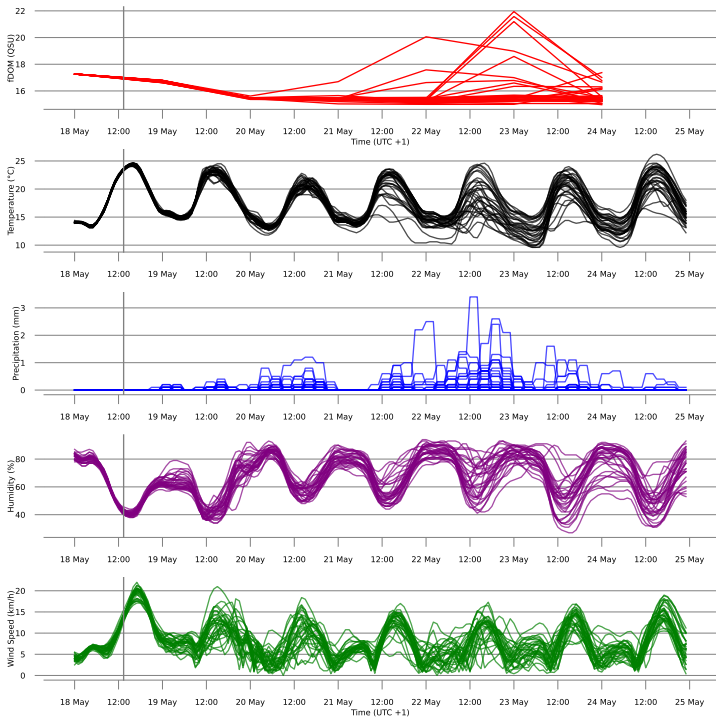 fDOM (QSU)
22
20
18
16
18 May 12:00 19 May 12:00 20 May 12:00 21 May 12:00 22 May 12:00 23 May 12:00 24 May 12:00 25 May
Time (UTC +1)
Temperature (°C)
25
20
15
10
18 May 12:00 19 May 12:00 20 May 12:00 21 May 12:00 22 May 12:00 23 May 12:00 24 May 12:00 25 May
Precipitation (mm)
3
2
1
0
18 May 12:00 19 May 12:00 20 May 12:00 21 May 12:00 22 May 12:00 23 May 12:00 24 May 12:00 25 May
Humidity (%)
80
60
40
18 May 12:00 19 May 12:00 20 May 12:00 21 May 12:00 22 May 12:00 23 May 12:00 24 May 12:00 25 May
Wind Speed (km/h)
20
15
10
5
0
18 May 12:00 19 May 12:00 20 May 12:00 21 May 12:00 22 May 12:00 23 May 12:00 24 May 12:00 25 May
Time (UTC +1)